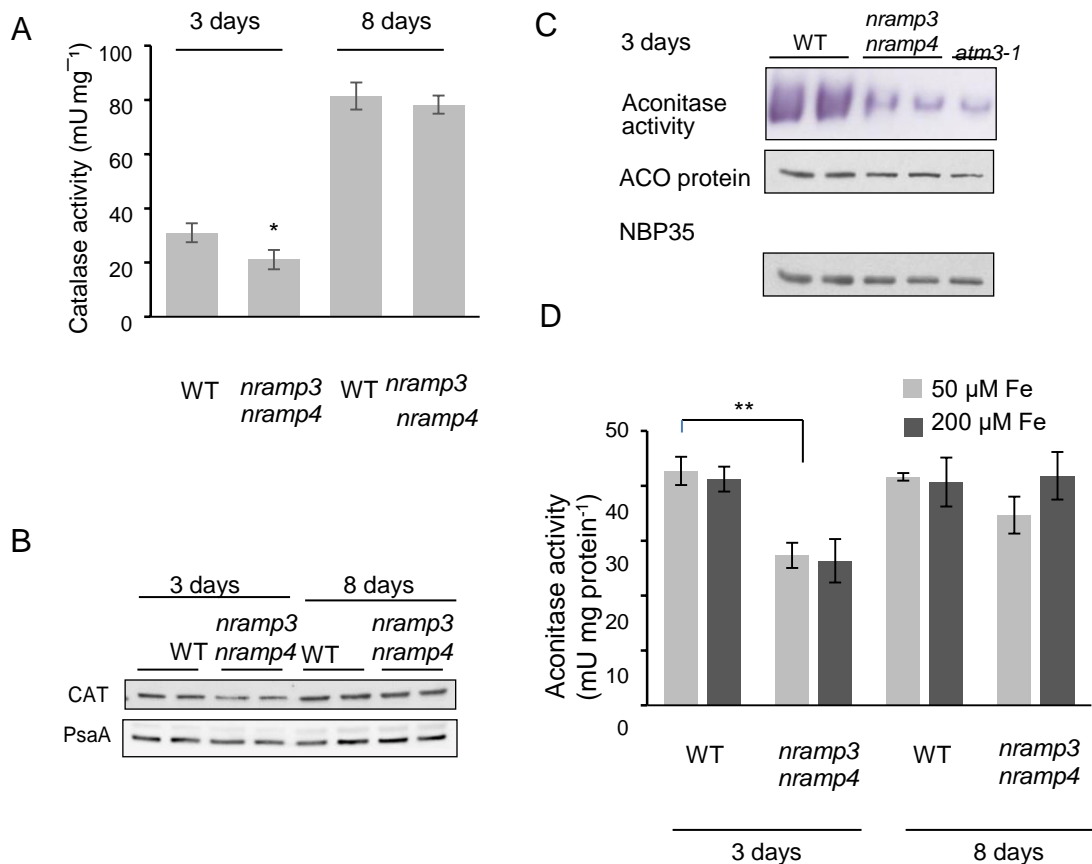 A
3 days
8 days
Catalase activity (mU mg⁻¹)
100
80
60
40
20
0
*
WT
nramp3
nramp4
WT
nramp3
nramp4
B
3 days
8 days
WT
nramp3
nramp4
WT
nramp3
nramp4
CAT
PsaA
C
3 days
WT
nramp3
nramp4
atm3-1
Aconitase
activity
ACO protein
NBP35
D
50 µM Fe
200 µM Fe
**
Aconitase activity
(mU mg protein⁻¹)
50
40
30
20
10
0
WT
nramp3
nramp4
WT
nramp3
nramp4
3 days
8 days